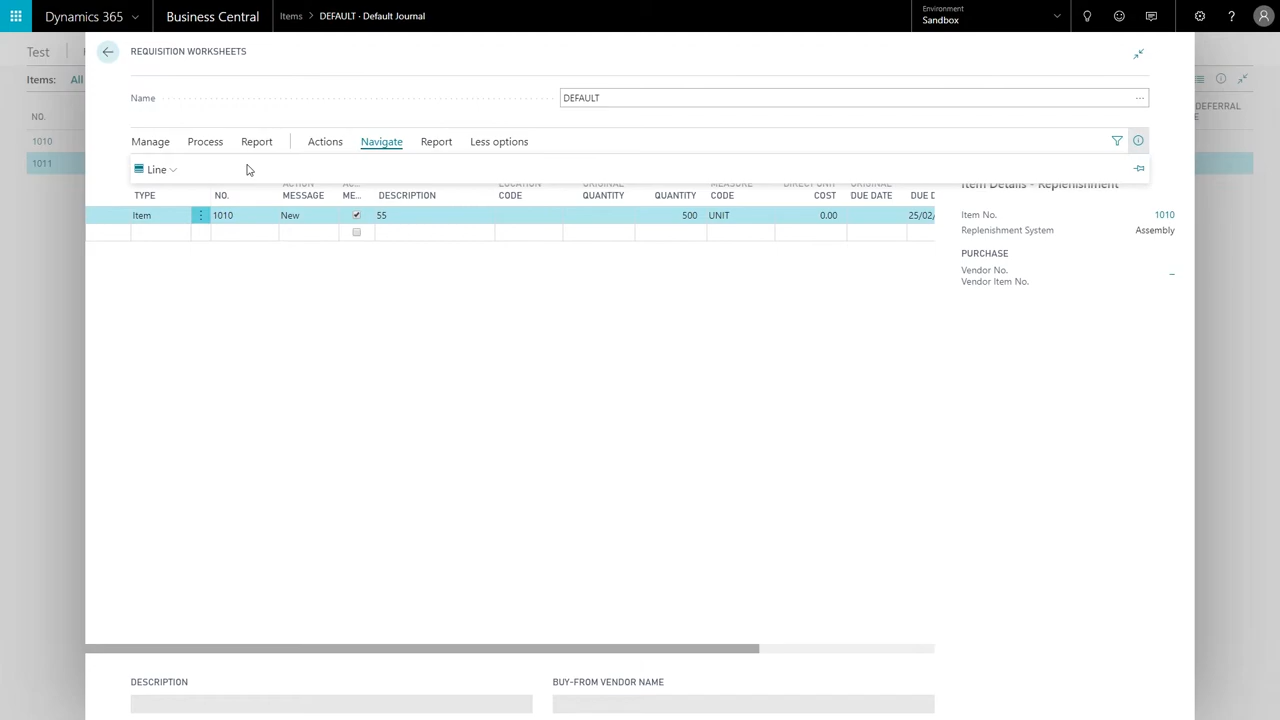 Dynamics 365 Business Central Items DEFAULT · Default Journal Environment Sandbox
Test
REQUISITION WORKSHEETS
Items: All
Name DEFAULT
Manage Process Report Actions Navigate Report Less options
Line
NO.
1010
1011
DEFERRAL
TYPE NO. ACTION MESSAGE ME... DESCRIPTION LOCATION CODE ORIGINAL QUANTITY QUANTITY MEASURE CODE DIRECT UNIT COST ORIGINAL DUE DATE DUE D
Item 1010 New 55 500 UNIT 0.00 25/02/
Item Details - Replenishment
Item No. 1010
Replenishment System Assembly
PURCHASE
Vendor No.
Vendor Item No.
DESCRIPTION BUY-FROM VENDOR NAME